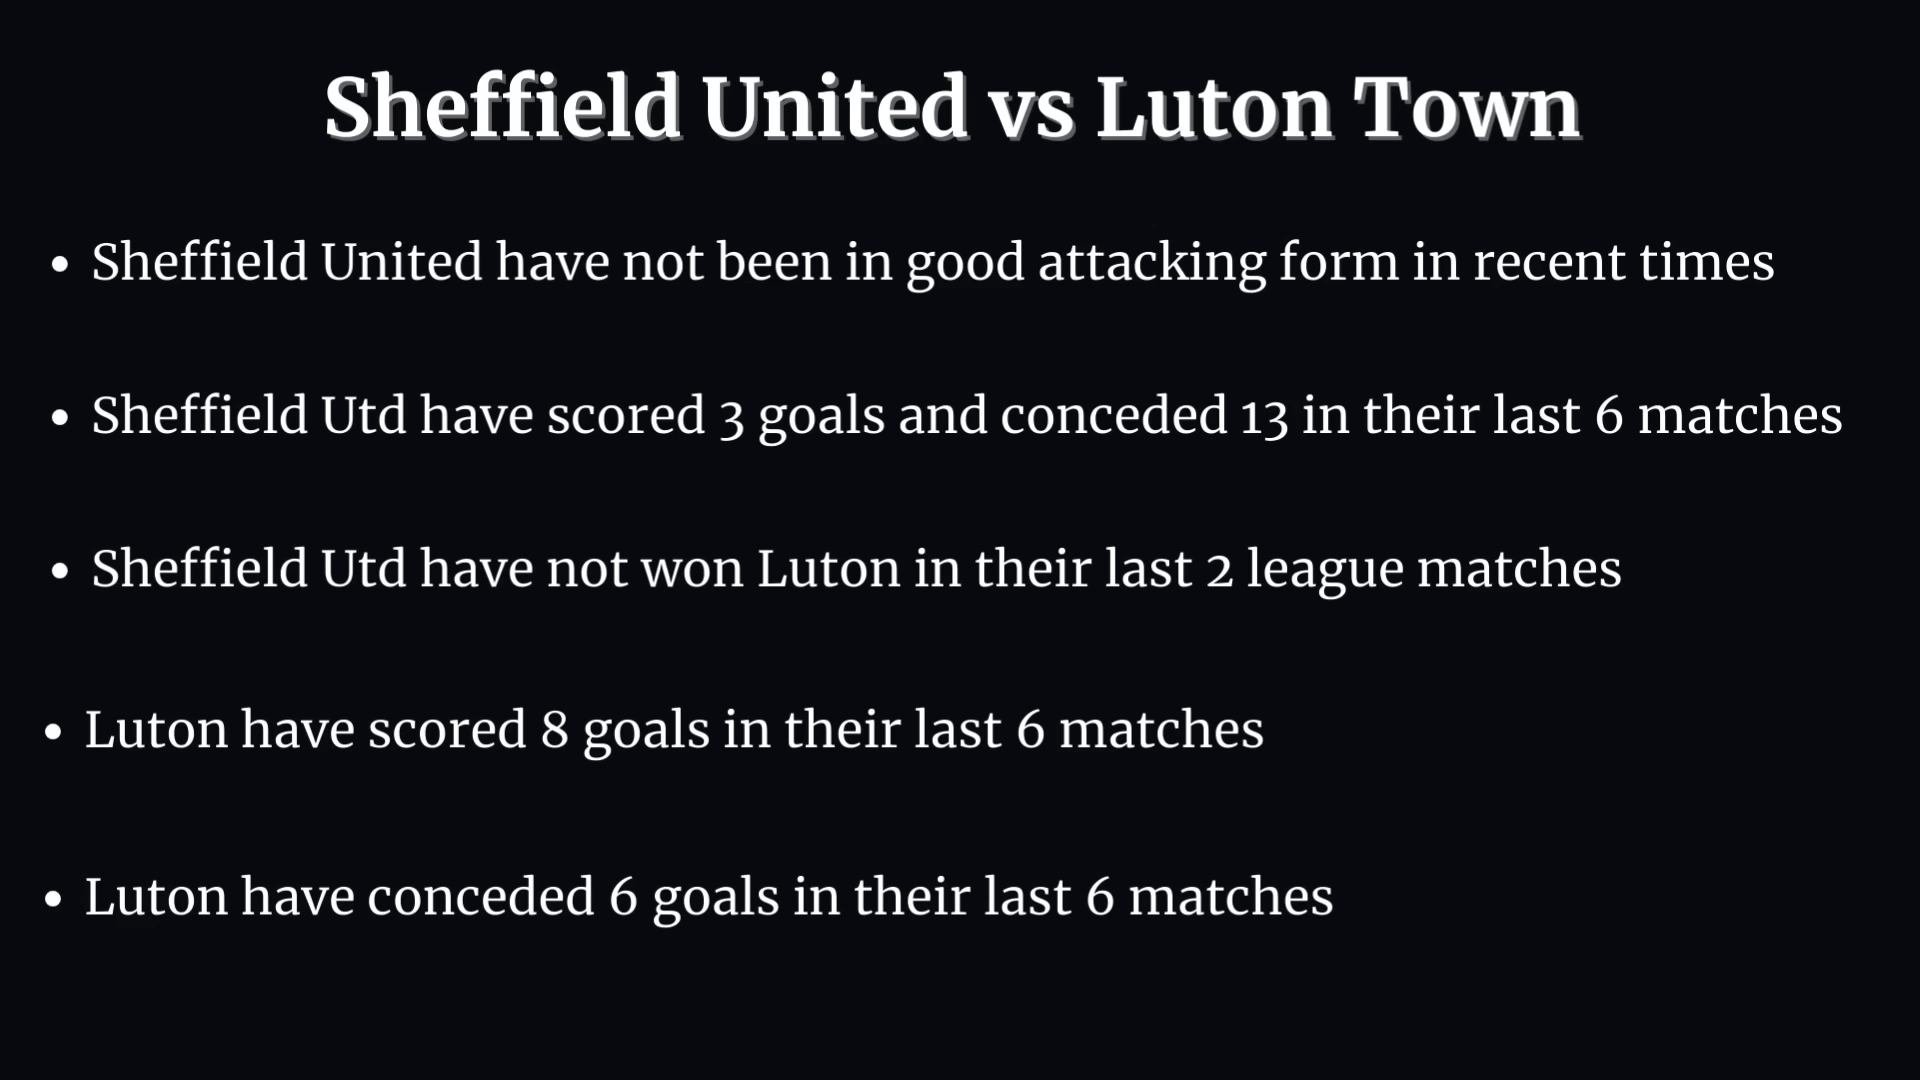 Sheffield United vs Luton Town
• Sheffield United have not been in good attacking form in recent times
• Sheffield Utd have scored 3 goals and conceded 13 in their last 6 matches
• Sheffield Utd have not won Luton in their last 2 league matches
• Luton have scored 8 goals in their last 6 matches
• Luton have conceded 6 goals in their last 6 matches